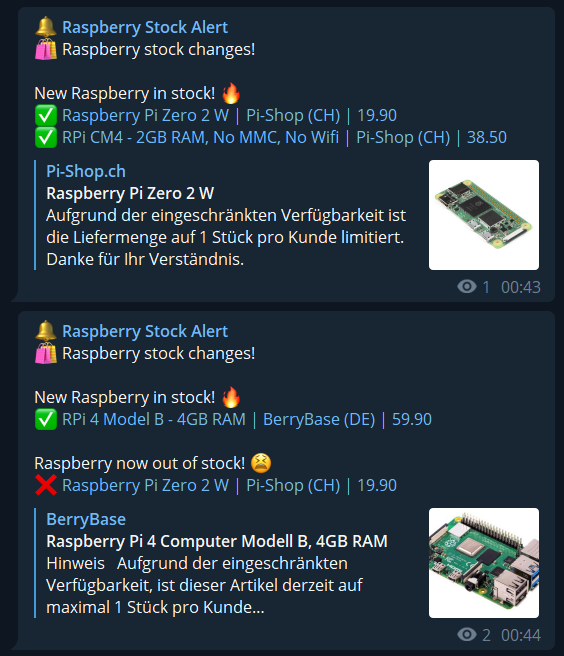 🔔 Raspberry Stock Alert
🛍️ Raspberry stock changes!
New Raspberry in stock! 🔥
✅ Raspberry Pi Zero 2 W | Pi-Shop (CH) | 19.90
✅ RPi CM4 - 2GB RAM, No MMC, No Wifi | Pi-Shop (CH) | 38.50
Pi-Shop.ch
Raspberry Pi Zero 2 W
Aufgrund der eingeschränkten Verfügbarkeit ist
die Liefermenge auf 1 Stück pro Kunde limitiert.
Danke für Ihr Verständnis.
1 00:43
🔔 Raspberry Stock Alert
🛍️ Raspberry stock changes!
New Raspberry in stock! 🔥
✅ RPi 4 Model B - 4GB RAM | BerryBase (DE) | 59.90
Raspberry now out of stock! 😫
❌ Raspberry Pi Zero 2 W | Pi-Shop (CH) | 19.90
BerryBase
Raspberry Pi 4 Computer Modell B, 4GB RAM
Hinweis   Aufgrund der eingeschränkten
Verfügbarkeit, ist dieser Artikel derzeit auf
maximal 1 Stück pro Kunde...
2 00:44